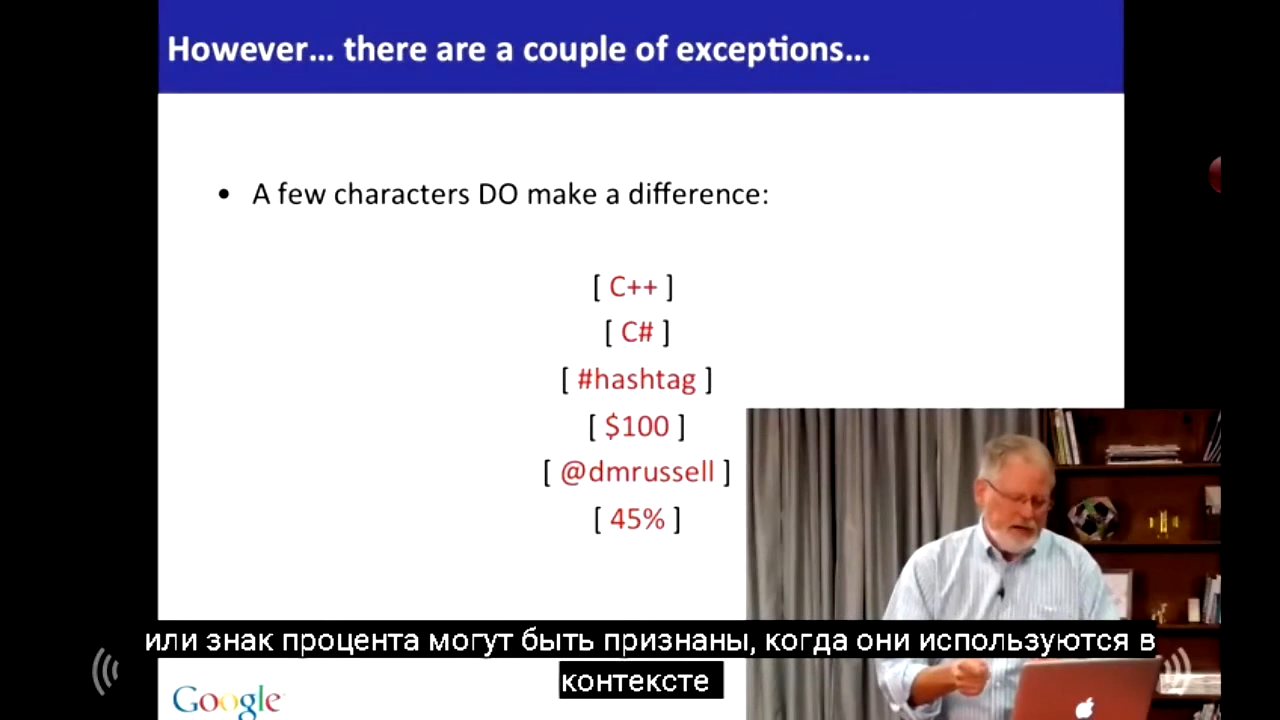 However... there are a couple of exceptions...
• A few characters DO make a difference:
[ C++ ]
[ C# ]
[ #hashtag ]
[ $100 ]
[ @dmrussell ]
[ 45% ]
или знак процента могут быть признаны, когда они используются в
контексте
Google